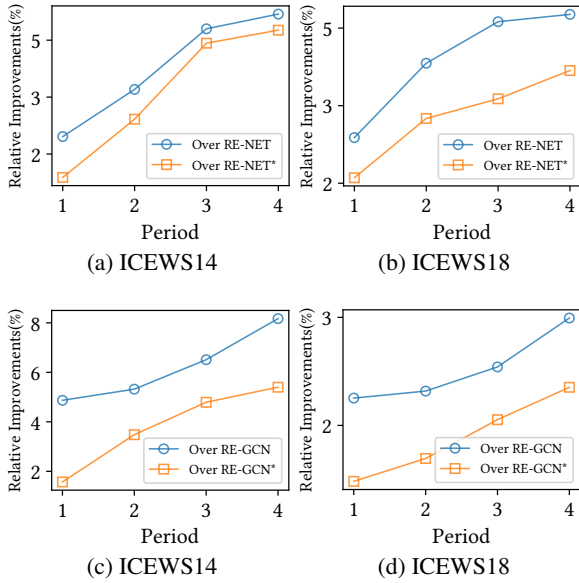 Relative Improvements(%)
5
3
2
Over RE-NET
Over RE-NET*
1 2 3 4
Period
(a) ICEWS14
Relative Improvements(%)
5
3
2
Over RE-NET
Over RE-NET*
1 2 3 4
Period
(b) ICEWS18
Relative Improvements(%)
8
6
4
2
Over RE-GCN
Over RE-GCN*
1 2 3 4
Period
(c) ICEWS14
Relative Improvements(%)
3
2
Over RE-GCN
Over RE-GCN*
1 2 3 4
Period
(d) ICEWS18